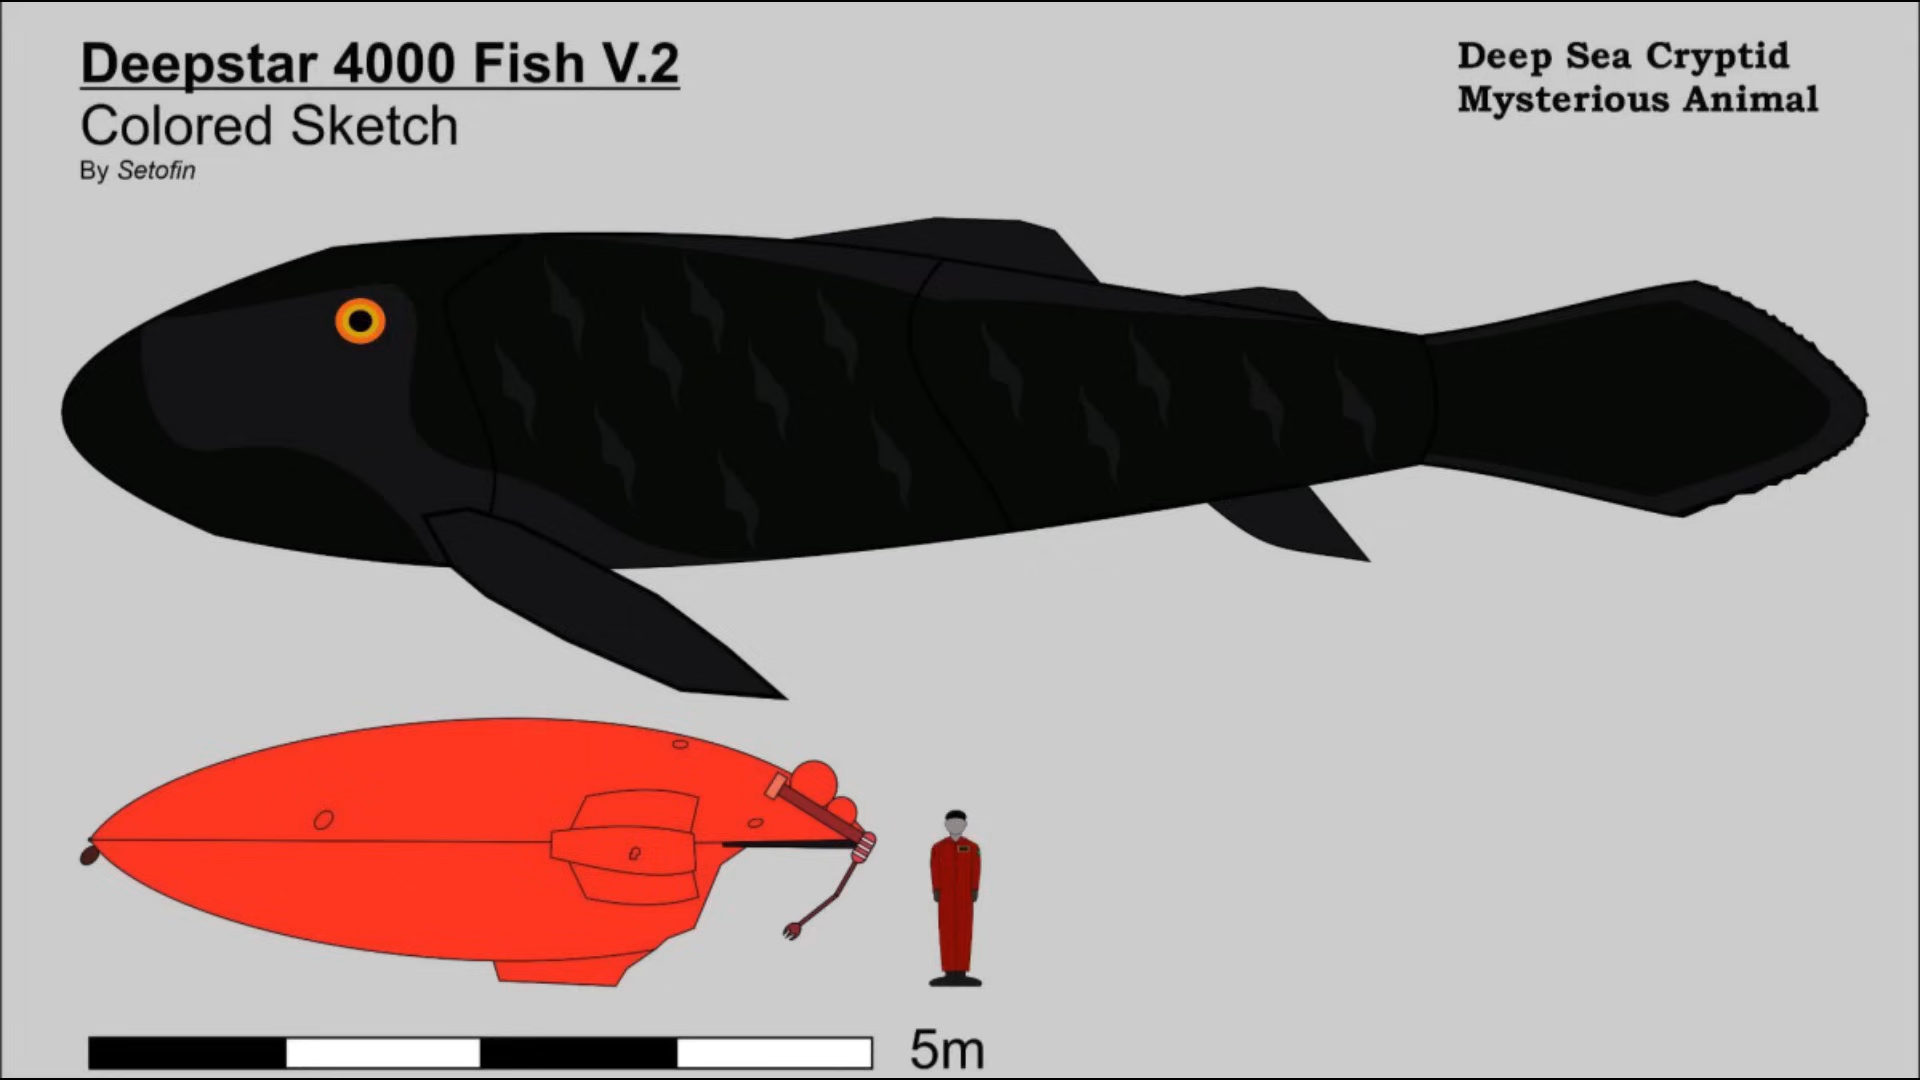 Deepstar 4000 Fish V.2
Colored Sketch
By Setofin
Deep Sea Cryptid
Mysterious Animal
5m